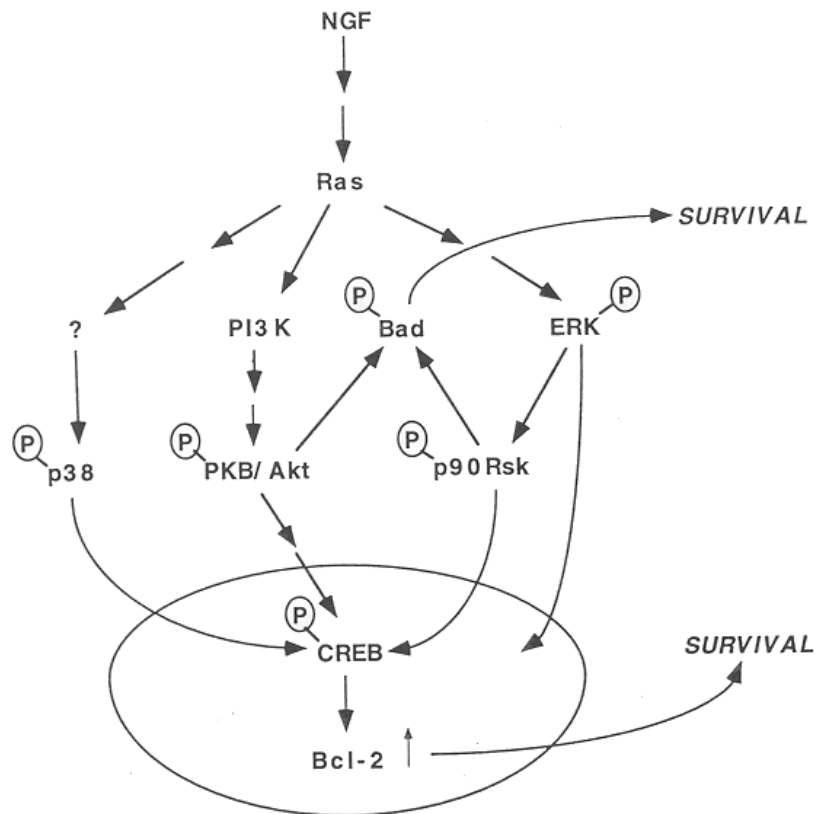 NGF
Ras
SURVIVAL
P
P
?
PI3K
Bad
ERK
P
P
P
p38
PKB/Akt
p90Rsk
P
CREB
SURVIVAL
Bcl-2